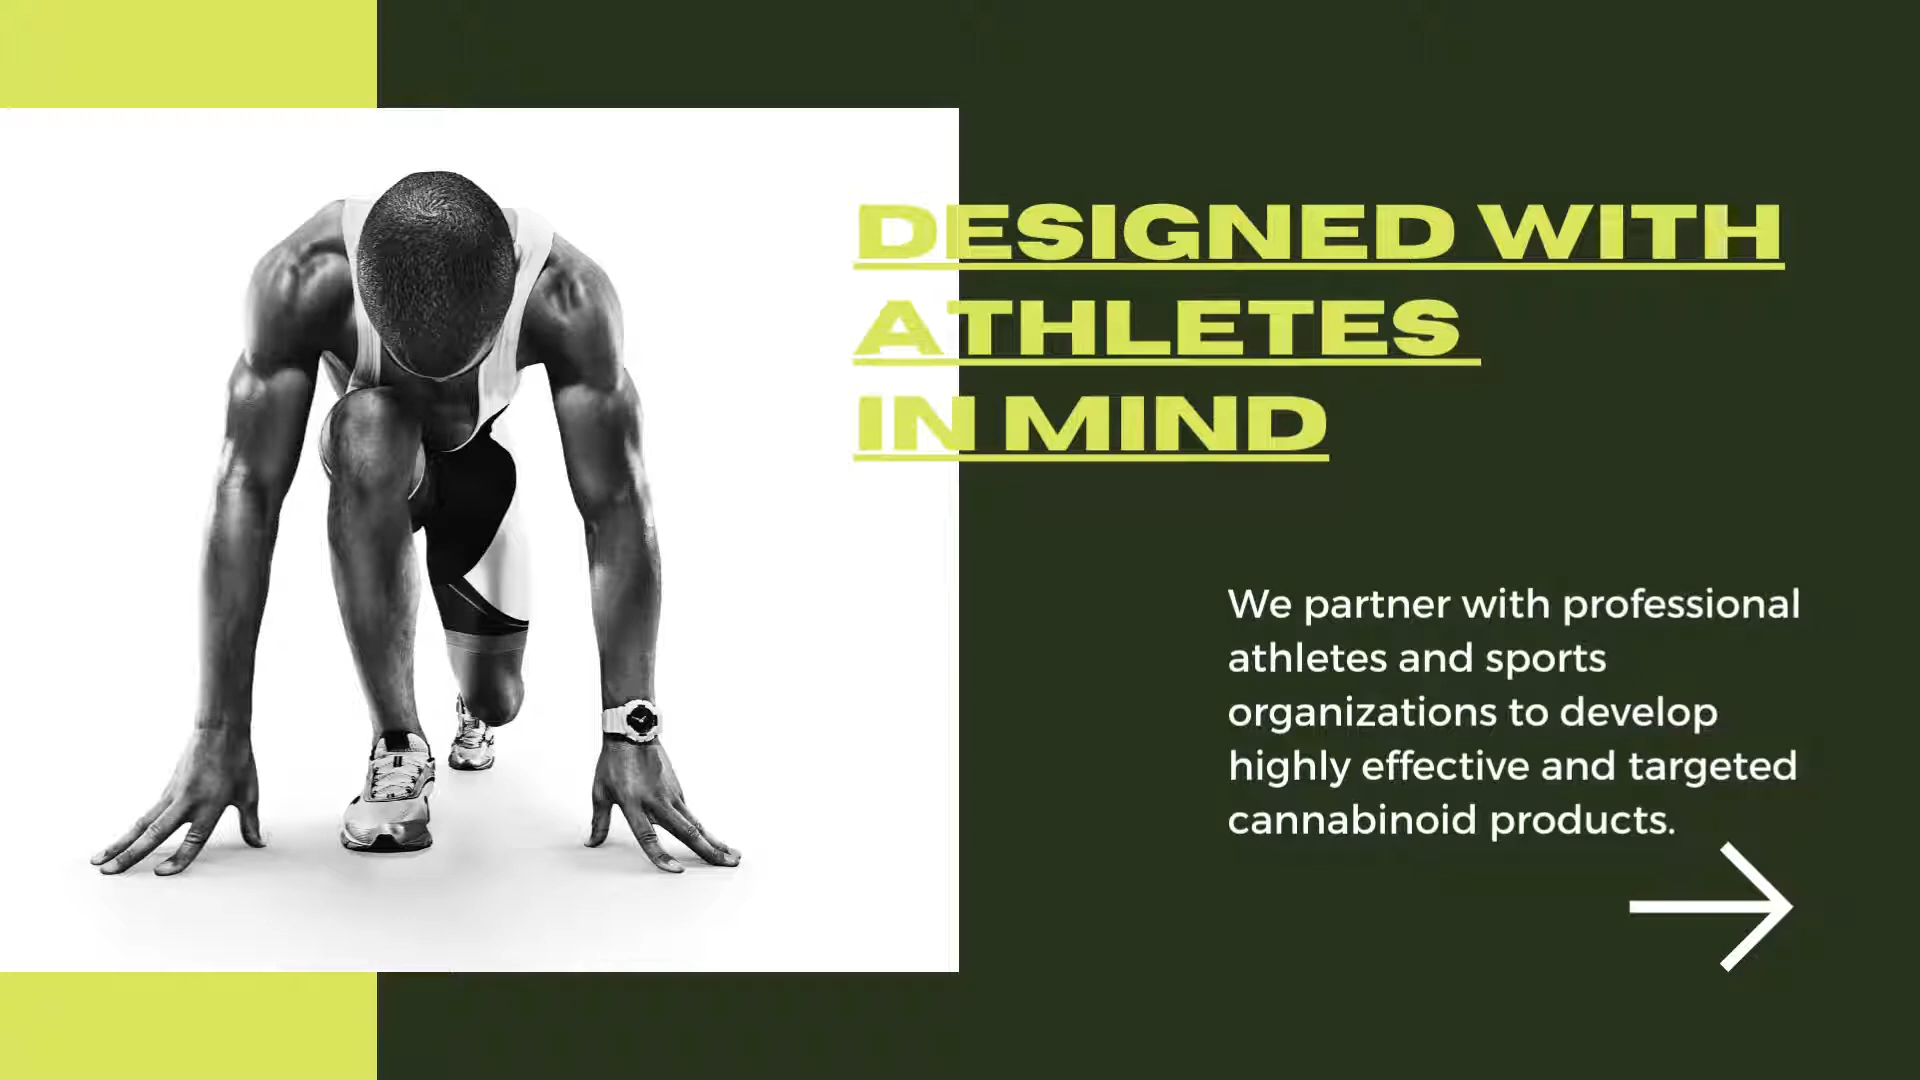 DESIGNED WITH
ATHLETES
IN MIND
We partner with professional
athletes and sports
organizations to develop
highly effective and targeted
cannabinoid products.